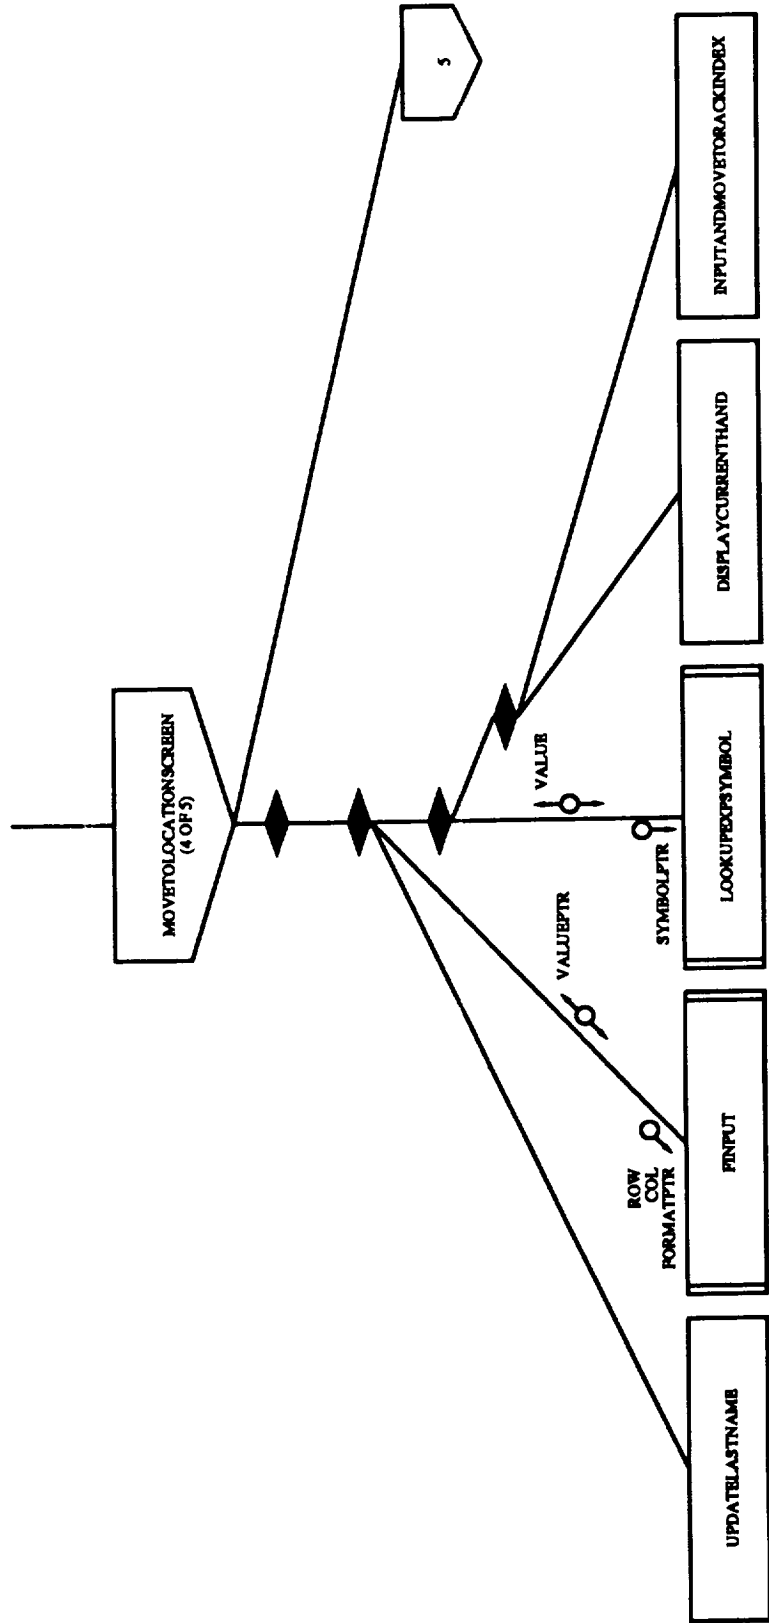 MOVETOLOCATIONSCREEN
(4 OF 5)
5
VALUE
SYMBOLPTR
VALUEPTR
ROW
COL
FORMATPTR
UPDATELASTNAME
FINPUT
LOOKUPEXPSYMBOL
DISPLAYCURRENTHAND
INPUTANDMOVETORACKINDEX